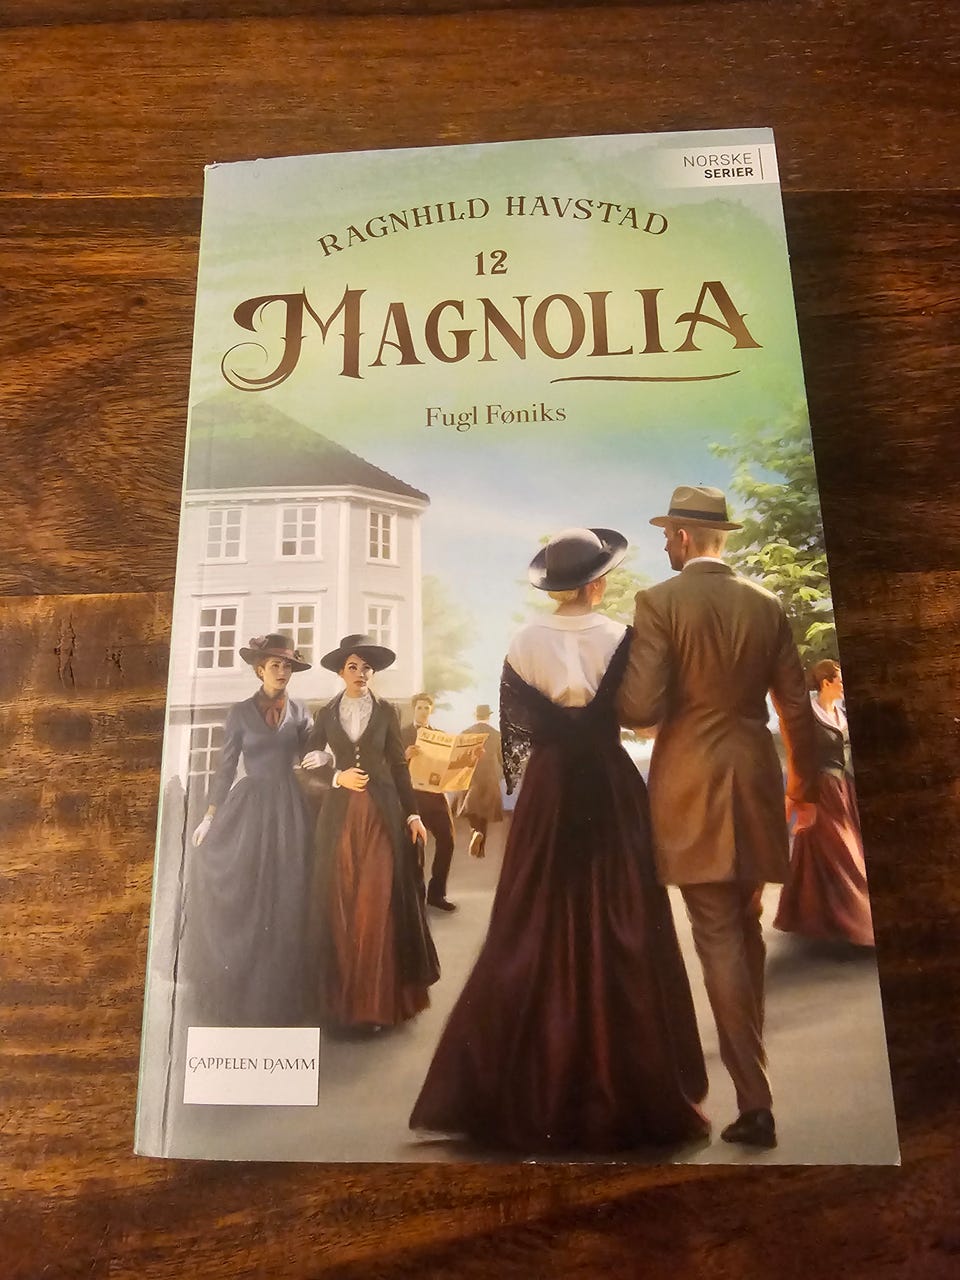 NORSKE
SERIER
RAGNHILD HAVSTAD
12
MAGNOLIA
Fugl Føniks
CAPPELEN DAMM